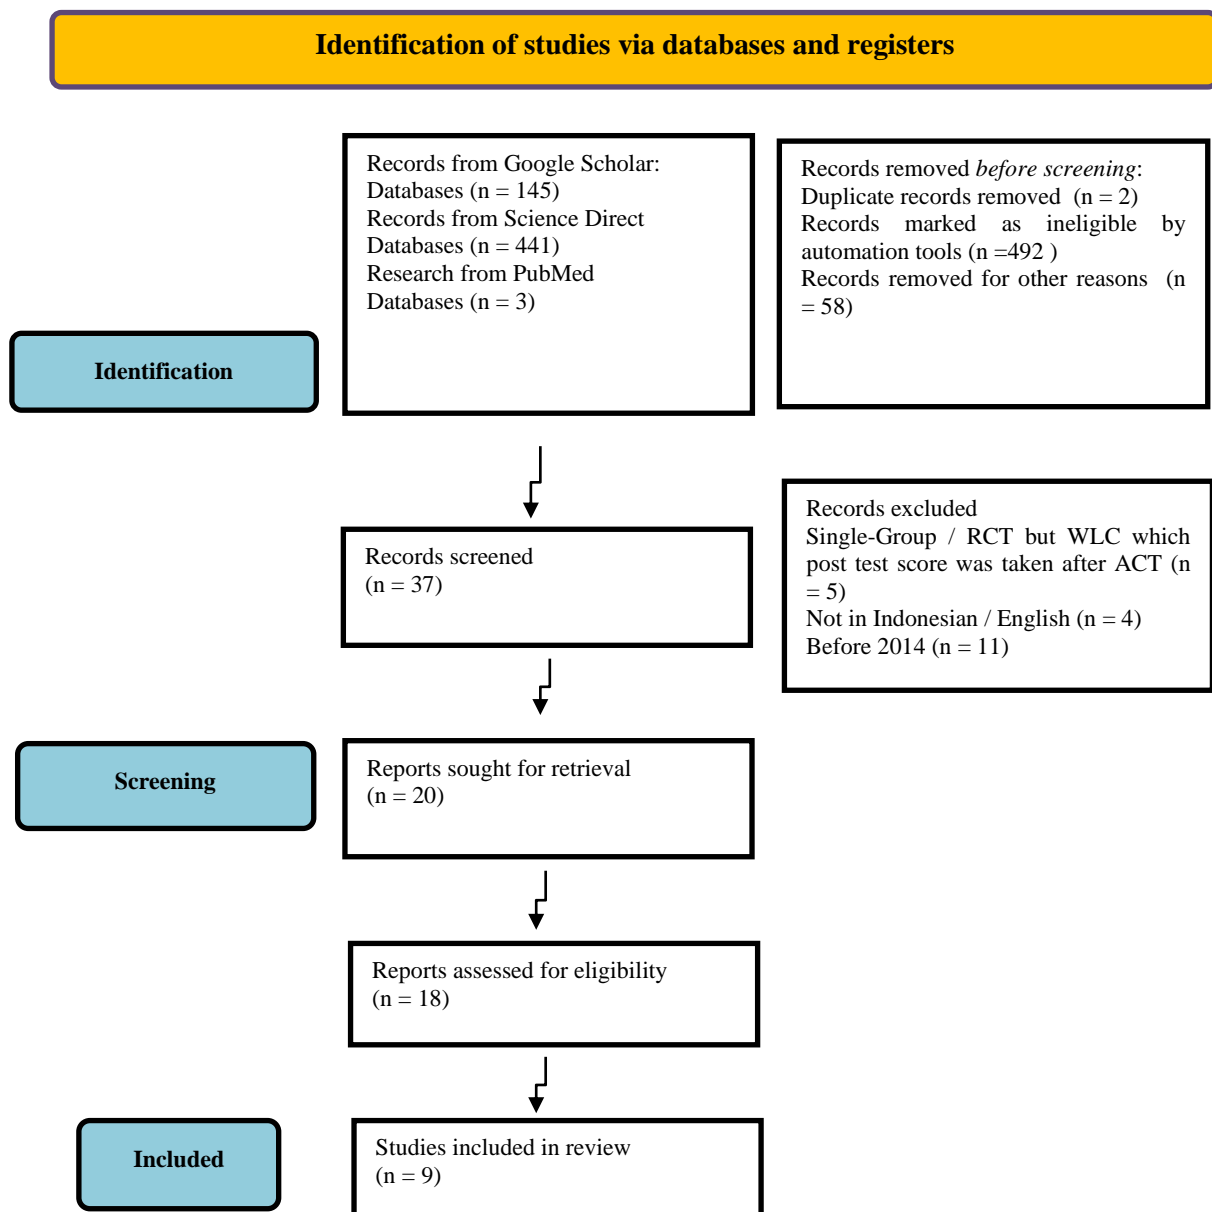 Identification of studies via databases and registers
Records from Google Scholar:
Databases (n = 145)
Records from Science Direct
Databases (n = 441)
Research from PubMed
Databases (n = 3)
Records removed before screening:
Duplicate records removed (n = 2)
Records marked as ineligible by
automation tools (n =492 )
Records removed for other reasons (n
= 58)
Identification
Records screened
(n = 37)
Records excluded
Single-Group / RCT but WLC which
post test score was taken after ACT (n
= 5)
Not in Indonesian / English (n = 4)
Before 2014 (n = 11)
Screening
Reports sought for retrieval
(n = 20)
Reports assessed for eligibility
(n = 18)
Included
Studies included in review
(n = 9)